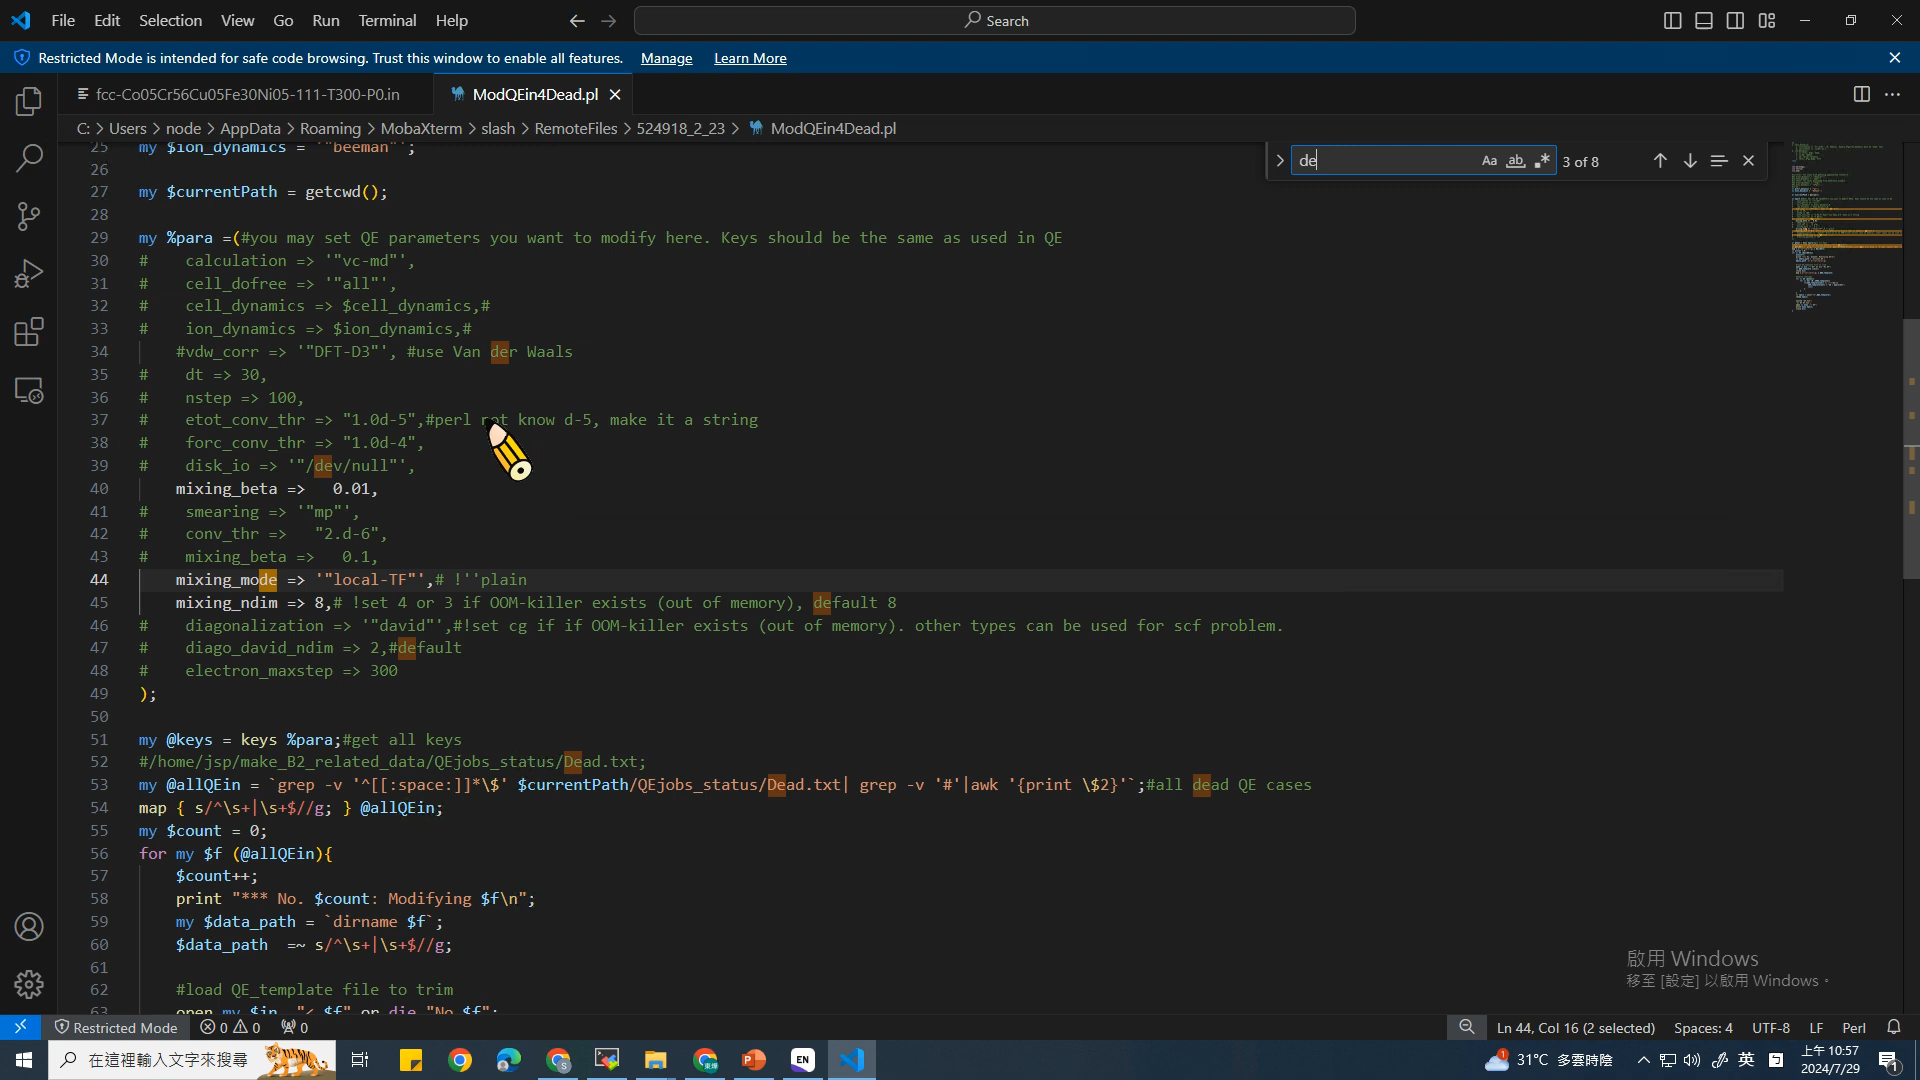 File Edit Selection View Go Run Terminal Help
Search
Restricted Mode is intended for safe code browsing. Trust this window to enable all features. Manage Learn More
fcc-Co05Cr56Cu05Fe30Ni05-111-T300-P0.in
ModQEin4Dead.pl
C: > Users > node > AppData > Roaming > MobaXterm > slash > RemoteFiles > 524918_2_23 > ModQEin4Dead.pl
de
Aa ab 3 of 8
25 my $ion_dynamics = '"beeman"';
26
27 my $currentPath = getcwd();
28
29 my %para =(#you may set QE parameters you want to modify here. Keys should be the same as used in QE
30 #    calculation => '"vc-md"',
31 #    cell_dofree => '"all"',
32 #    cell_dynamics => $cell_dynamics,#
33 #    ion_dynamics => $ion_dynamics,#
34     #vdw_corr => '"DFT-D3"', #use Van der Waals
35 #    dt => 30,
36 #    nstep => 100,
37 #    etot_conv_thr => "1.0d-5",#perl not know d-5, make it a string
38 #    forc_conv_thr => "1.0d-4",
39 #    disk_io => '"/dev/null"',
40     mixing_beta =>   0.01,
41 #    smearing => '"mp"',
42 #    conv_thr =>   "2.d-6",
43 #    mixing_beta =>   0.1,
44     mixing_mode => '"local-TF"',# !''plain
45     mixing_ndim => 8,# !set 4 or 3 if OOM-killer exists (out of memory), default 8
46 #    diagonalization => '"david"',#!set cg if if OOM-killer exists (out of memory). other types can be used for scf problem.
47 #    diago_david_ndim => 2,#default
48 #    electron_maxstep => 300
49 );
50
51 my @keys = keys %para;#get all keys
52 #/home/jsp/make_B2_related_data/QEjobs_status/Dead.txt;
53 my @allQEin = `grep -v '^[[:space:]]*\$' $currentPath/QEjobs_status/Dead.txt| grep -v '#'|awk '{print \$2}'`;#all dead QE cases
54 map { s/^\s+|\s+$//g; } @allQEin;
55 my $count = 0;
56 for my $f (@allQEin){
57     $count++;
58     print "*** No. $count: Modifying $f\n";
59     my $data_path = `dirname $f`;
60     $data_path  =~ s/^\s+|\s+$//g;
61
62     #load QE_template file to trim
63     open my $in ,"< $f" or die "No $f";
啟用 Windows
移至 [設定] 以啟用 Windows。
Restricted Mode 0 0 0
Ln 44, Col 16 (2 selected) Spaces: 4 UTF-8 LF Perl
在這裡輸入文字來搜尋
S
EN
31°C 多雲時陰
英
上午 10:57
2024/7/29
1